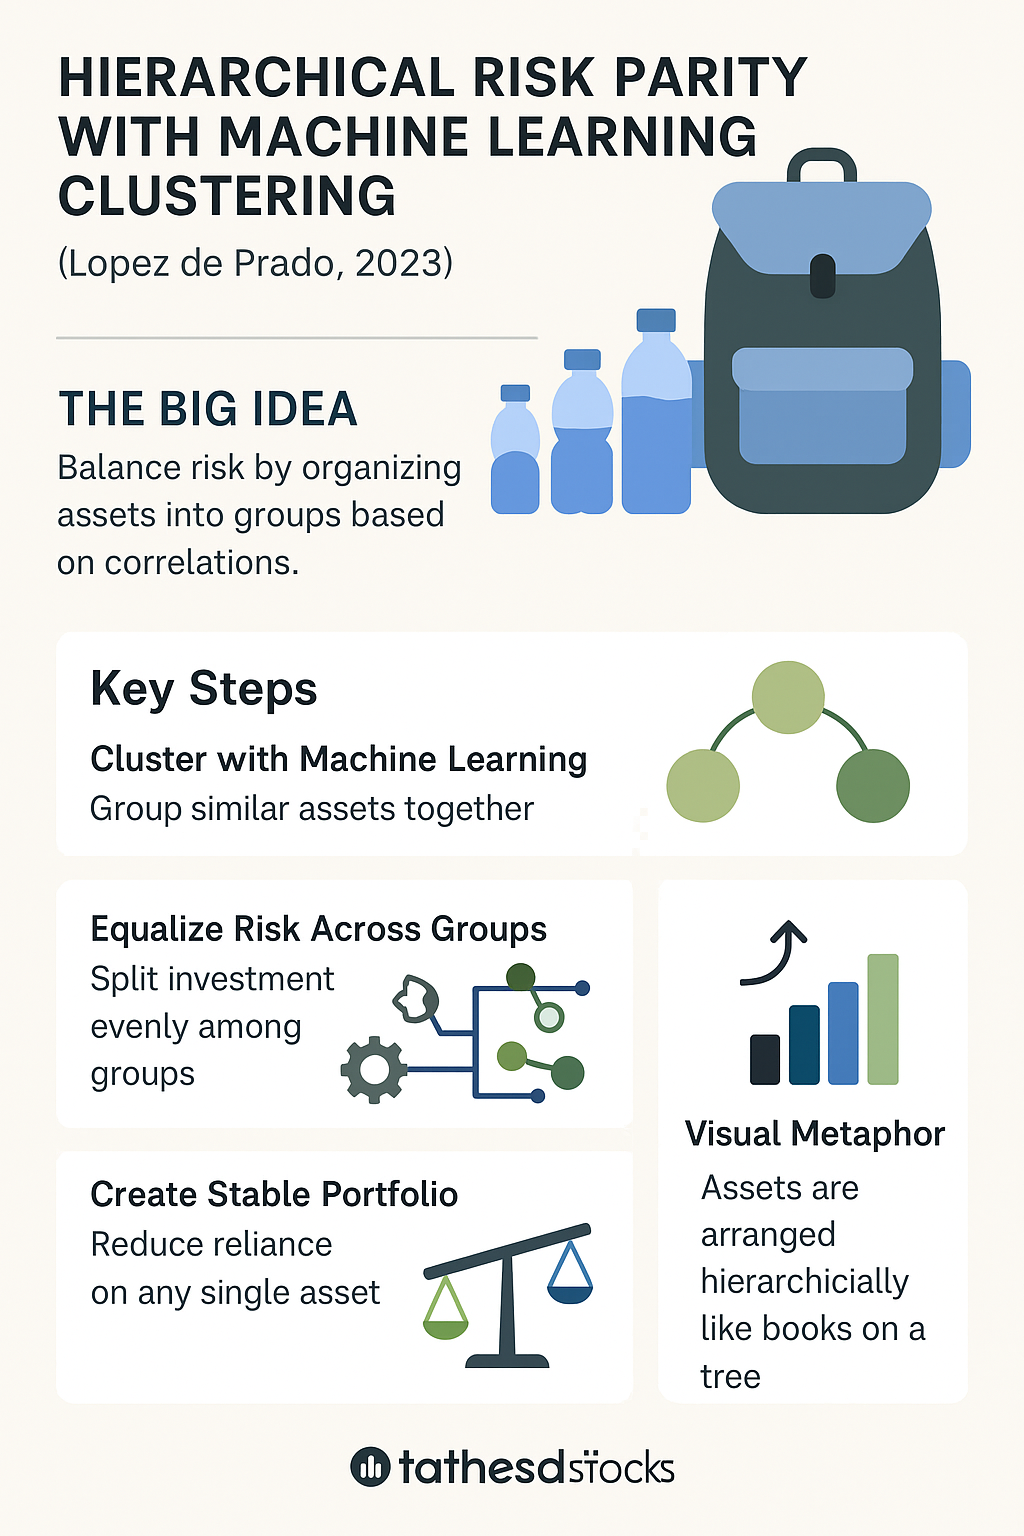 HIERARCHICAL RISK PARITY
WITH MACHINE LEARNING
CLUSTERING
(Lopez de Prado, 2023)
THE BIG IDEA
Balance risk by organizing
assets into groups based
on correlations.
Key Steps
Cluster with Machine Learning
Group similar assets together
Equalize Risk Across Groups
Split investment
evenly among
groups
Create Stable Portfolio
Reduce reliance
on any single asset
Visual Metaphor
Assets are
arranged
hierarchicially
like books on a
tree
tathesdsẗocks